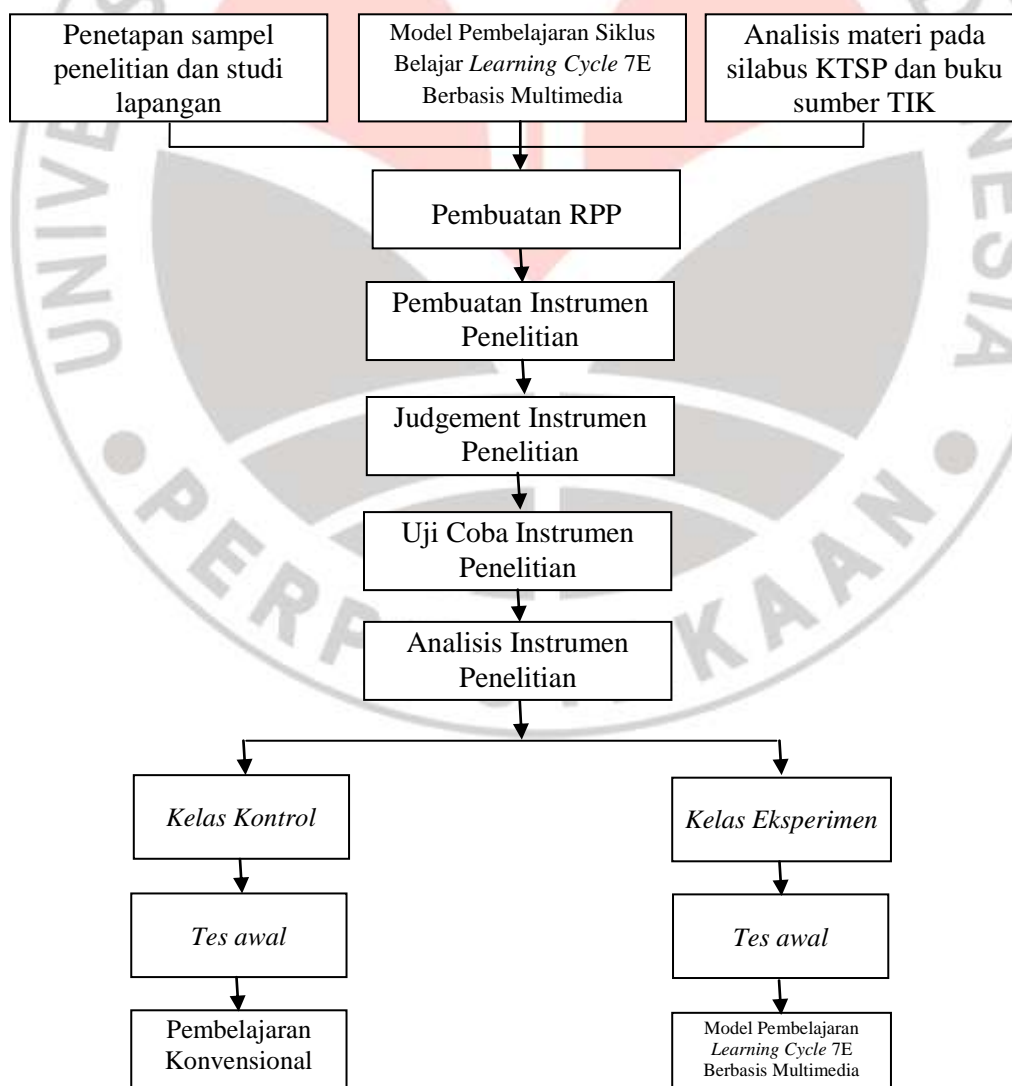 Penetapan sampel
penelitian dan studi
lapangan
Model Pembelajaran Siklus
Belajar Learning Cycle 7E
Berbasis Multimedia
Analisis materi pada
silabus KTSP dan buku
sumber TIK
Pembuatan RPP
Pembuatan Instrumen
Penelitian
Judgement Instrumen
Penelitian
Uji Coba Instrumen
Penelitian
Analisis Instrumen
Penelitian
Kelas Kontrol
Kelas Eksperimen
Tes awal
Tes awal
Pembelajaran
Konvensional
Model Pembelajaran
Learning Cycle 7E
Berbasis Multimedia